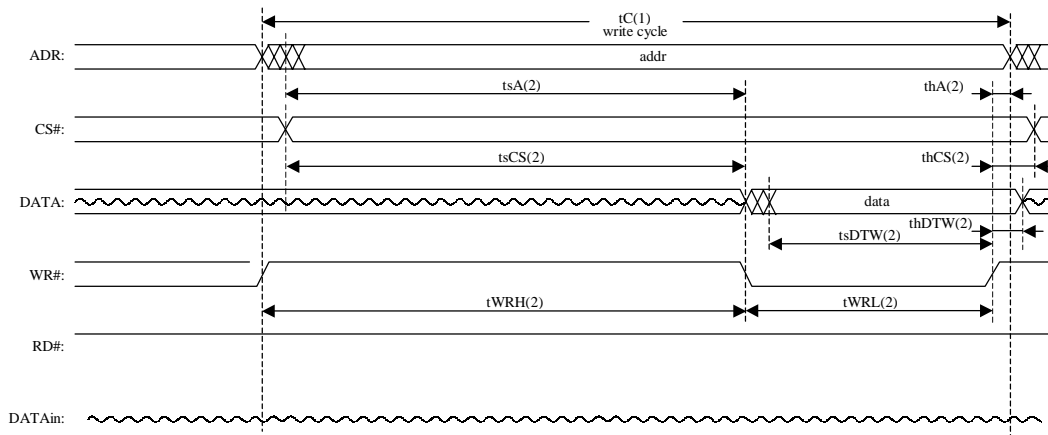 tC(1)
write cycle
ADR:
addr
tsA(2)
thA(2)
CS#:
tsCS(2)
thCS(2)
DATA:
data
thDTW(2)
tsDTW(2)
WR#:
tWRH(2)
tWRL(2)
RD#:
DATAin: